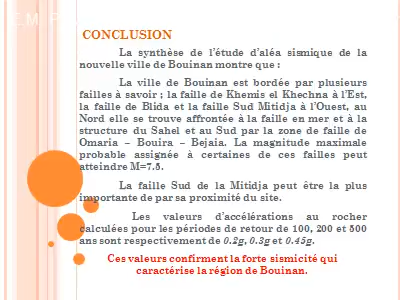 CONCLUSION
La synthèse de l'étude d'aléa sismique de la
nouvelle ville de Bouinan montre que :
La ville de Bouinan est bordée par plusieurs
failles à savoir ; la faille de Khemis el Khechna à l'Est,
la faille de Blida et la faille Sud Mitidja à l'Ouest, au
Nord elle se trouve affrontée à la faille en mer et à la
structure du Sahel et au Sud par la zone de faille de
Omaria – Bouira – Bejaia. La magnitude maximale
probable assignée à certaines de ces failles peut
atteindre M=7.5.
La faille Sud de la Mitidja peut être la plus
importante de par sa proximité du site.
Les valeurs d'accélérations au rocher
calculées pour les périodes de retour de 100, 200 et 500
ans sont respectivement de 0.2g, 0.3g et 0.45g.
Ces valeurs confirment la forte sismicité qui
caractérise la région de Bouinan.